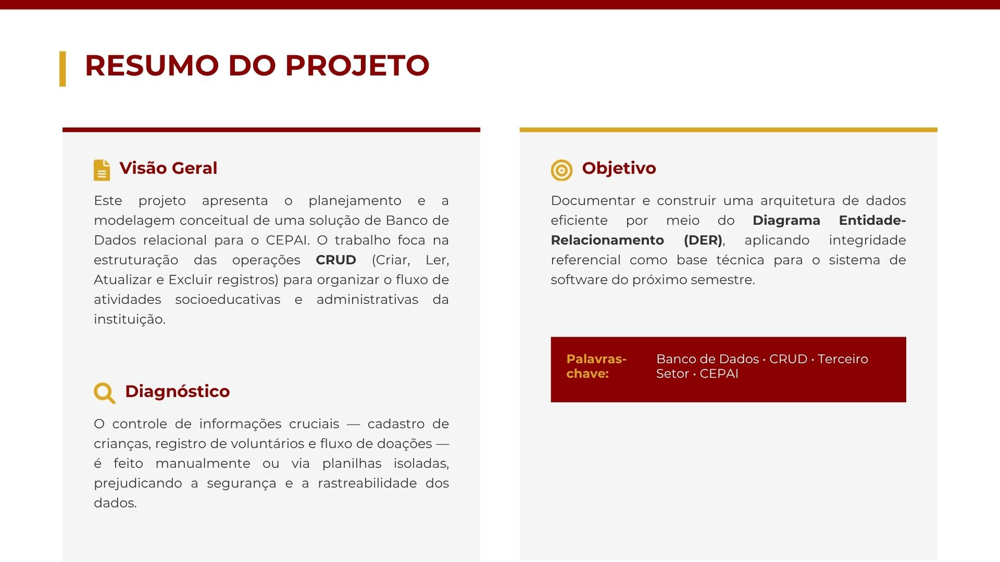 RESUMO DO PROJETO
Visão Geral
Este projeto apresenta o planejamento e a
modelagem conceitual de uma solução de Banco de
Dados relacional para o CEPAI. O trabalho foca na
estruturação das operações CRUD (Criar, Ler,
Atualizar e Excluir registros) para organizar o fluxo de
atividades socioeducativas e administrativas da
instituição.
Diagnóstico
O controle de informações cruciais — cadastro de
crianças, registro de voluntários e fluxo de doações —
é feito manualmente ou via planilhas isoladas,
prejudicando a segurança e a rastreabilidade dos
dados.
Objetivo
Documentar e construir uma arquitetura de dados
eficiente por meio do Diagrama Entidade-
Relacionamento (DER), aplicando integridade
referencial como base técnica para o sistema de
software do próximo semestre.
Palavras-
chave:
Banco de Dados • CRUD • Terceiro
Setor • CEPAI